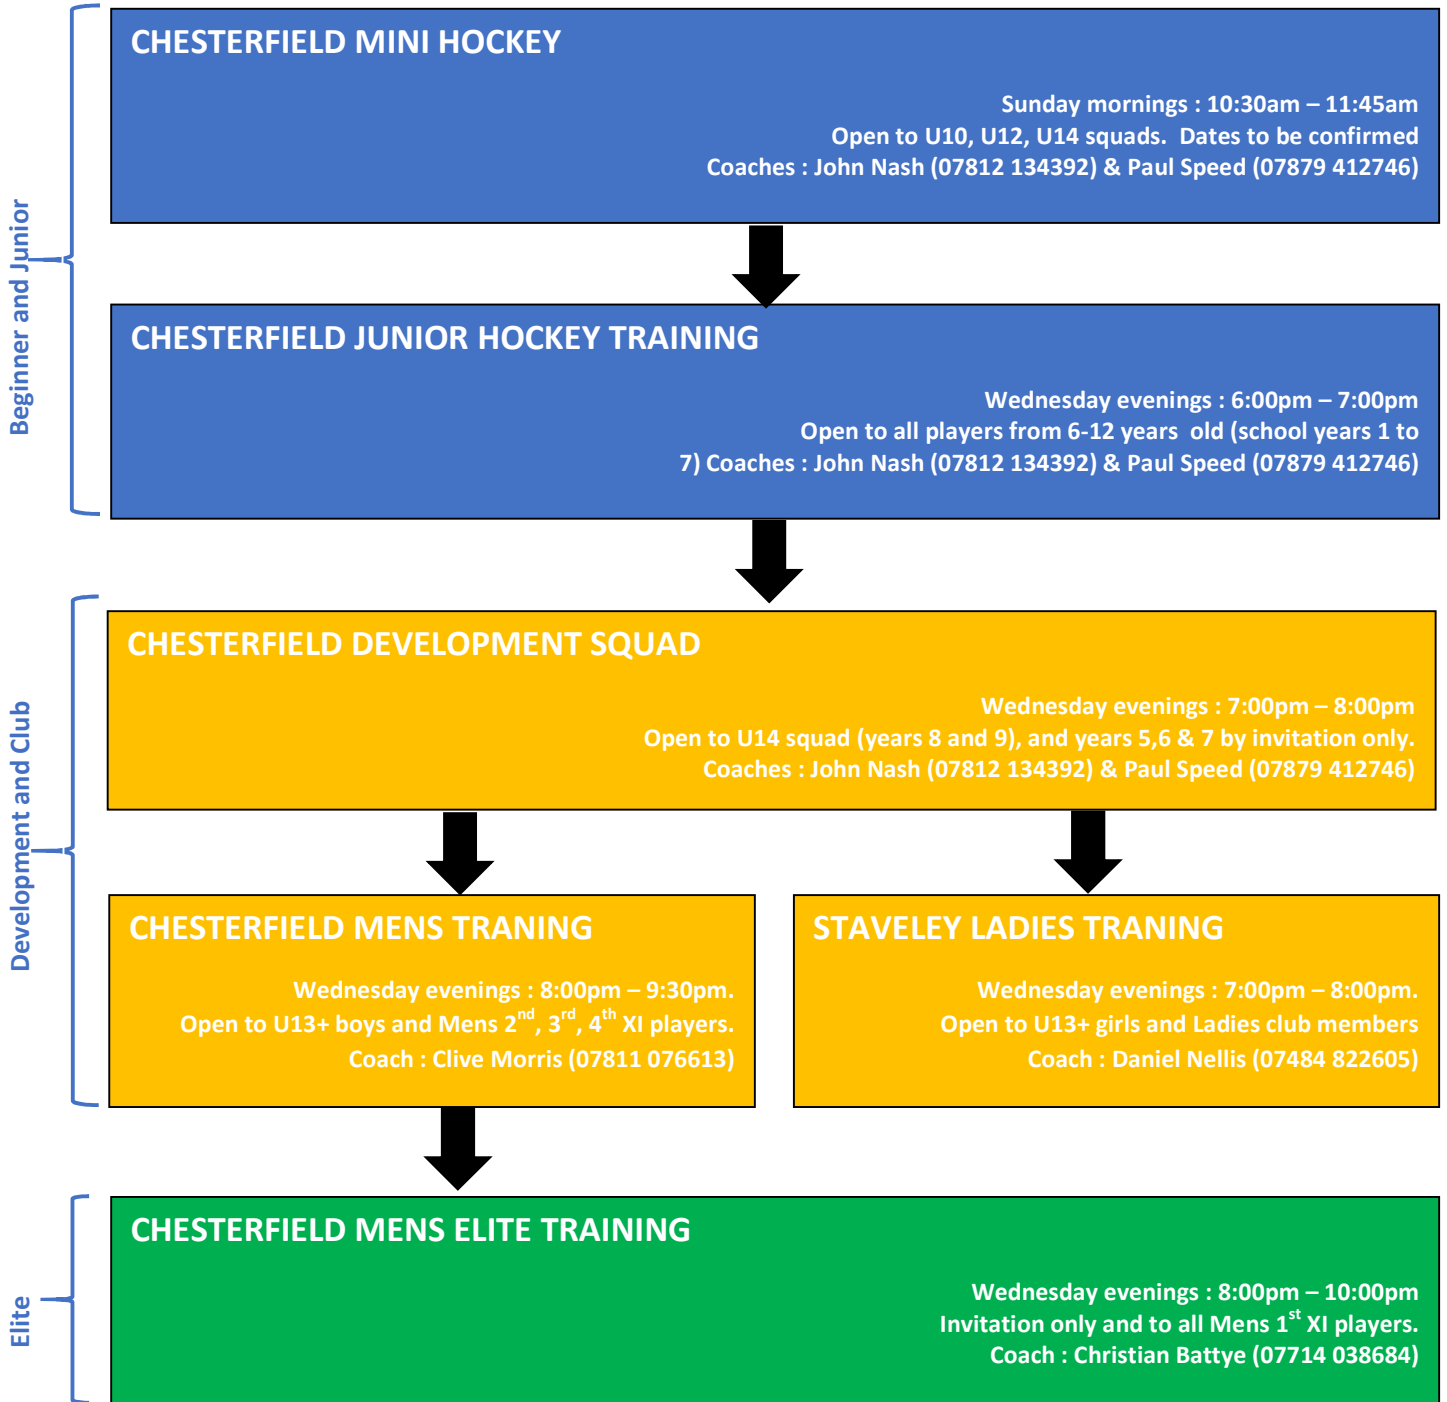 CHESTERFIELD MINI HOCKEY
Sunday mornings : 10:30am – 11:45am
Open to U10, U12, U14 squads.  Dates to be confirmed
Coaches : John Nash (07812 134392) & Paul Speed (07879 412746)
Beginner and Junior
CHESTERFIELD JUNIOR HOCKEY TRAINING
Wednesday evenings : 6:00pm – 7:00pm
Open to all players from 6-12 years  old (school years 1 to
7) Coaches : John Nash (07812 134392) & Paul Speed (07879 412746)
CHESTERFIELD DEVELOPMENT SQUAD
Wednesday evenings : 7:00pm – 8:00pm
Open to U14 squad (years 8 and 9), and years 5,6 & 7 by invitation only.
Coaches : John Nash (07812 134392) & Paul Speed (07879 412746)
Development and Club
CHESTERFIELD MENS TRANING
Wednesday evenings : 8:00pm – 9:30pm.
Open to U13+ boys and Mens 2nd, 3rd, 4th XI players.
Coach : Clive Morris (07811 076613)
STAVELEY LADIES TRANING
Wednesday evenings : 7:00pm – 8:00pm.
Open to U13+ girls and Ladies club members
Coach : Daniel Nellis (07484 822605)
CHESTERFIELD MENS ELITE TRAINING
Wednesday evenings : 8:00pm – 10:00pm
Invitation only and to all Mens 1st XI players.
Coach : Christian Battye (07714 038684)
Elite